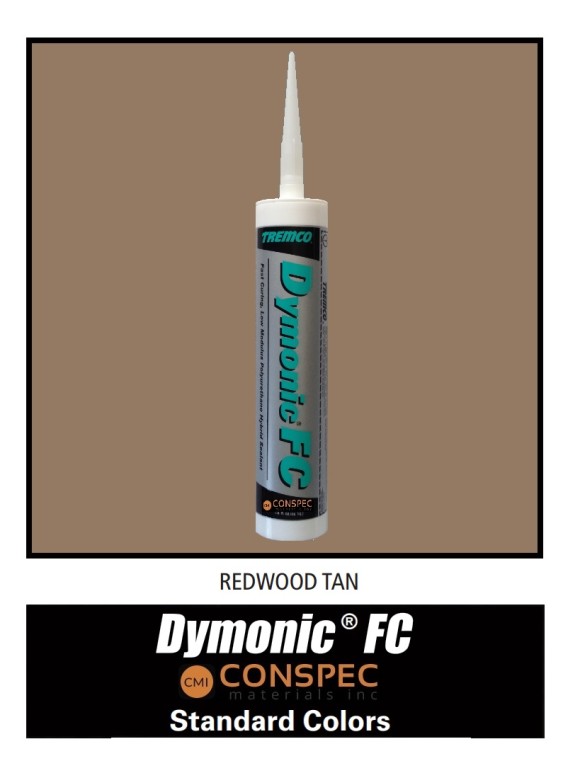 TREMCO
Dymonic® FC
Fast Curing, Low Modulus Polyurethane Hybrid Sealant
TREMCO
CONSPEC
REDWOOD TAN
Dymonic® FC
CMI CONSPEC
materials inc
Standard Colors